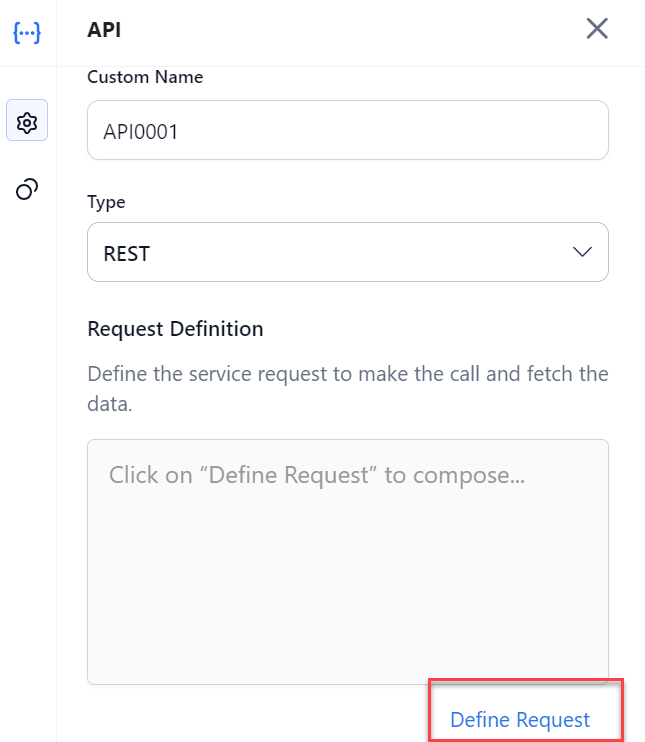 API
Custom Name
API0001
Type
REST
Request Definition
Define the service request to make the call and fetch the
data.
Click on “Define Request” to compose...
Define Request